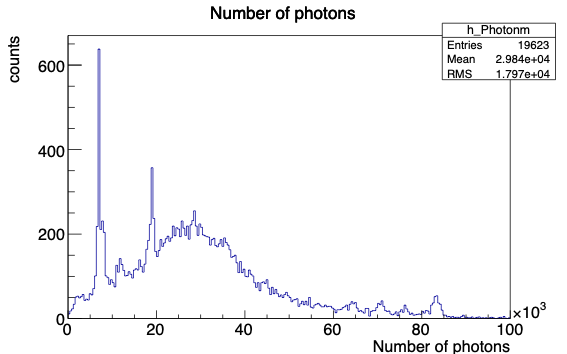 Number of photons
h_Photonm
Entries 19623
Mean 2.984e+04
RMS 1.797e+04
counts
600
400
200
0
0 20 40 60 80 100
×10³
Number of photons